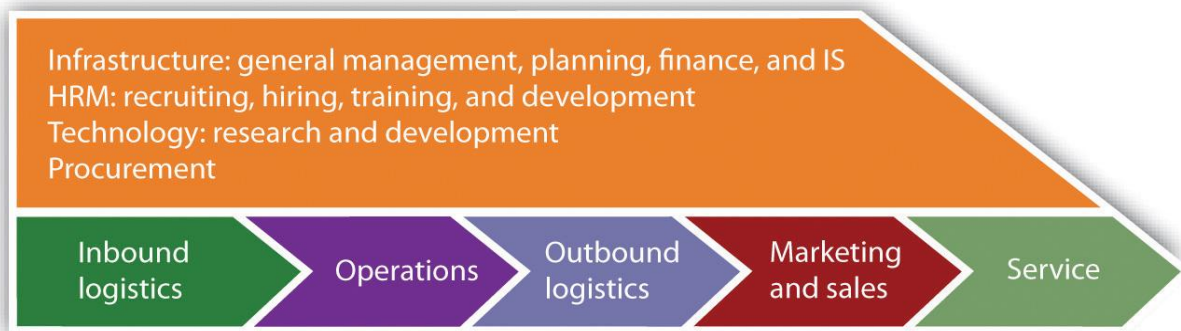 Infrastructure: general management, planning, finance, and IS
HRM: recruiting, hiring, training, and development
Technology: research and development
Procurement
Inbound
logistics
Operations
Outbound
logistics
Marketing
and sales
Service